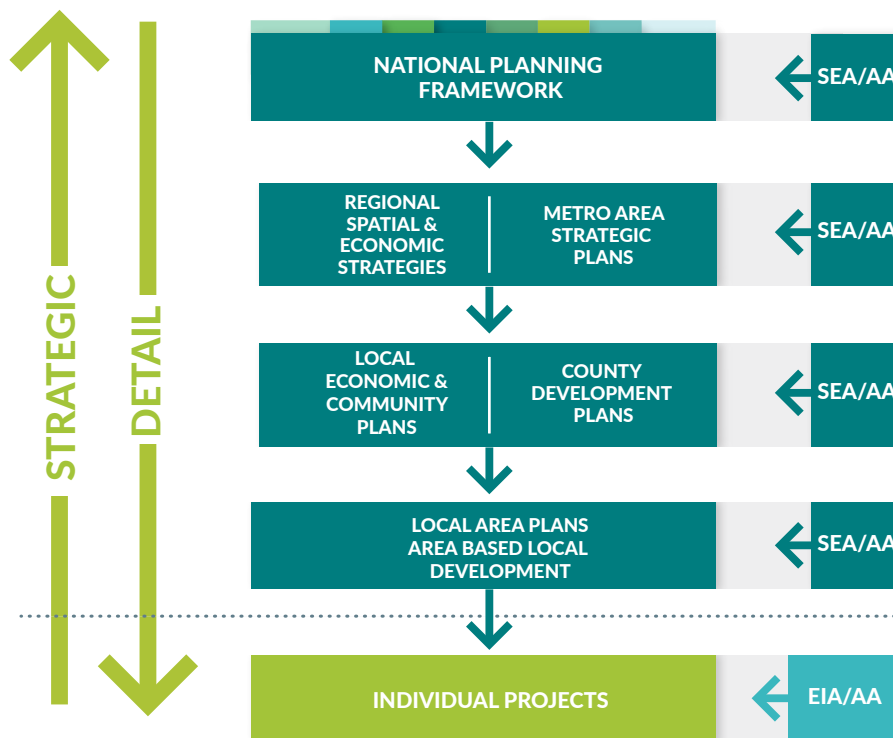 STRATEGIC
DETAIL
NATIONAL PLANNING
FRAMEWORK
SEA/AA
REGIONAL
SPATIAL &
ECONOMIC
STRATEGIES
METRO AREA
STRATEGIC
PLANS
SEA/AA
LOCAL
ECONOMIC &
COMMUNITY
PLANS
COUNTY
DEVELOPMENT
PLANS
SEA/AA
LOCAL AREA PLANS
AREA BASED LOCAL
DEVELOPMENT
SEA/AA
INDIVIDUAL PROJECTS
EIA/AA